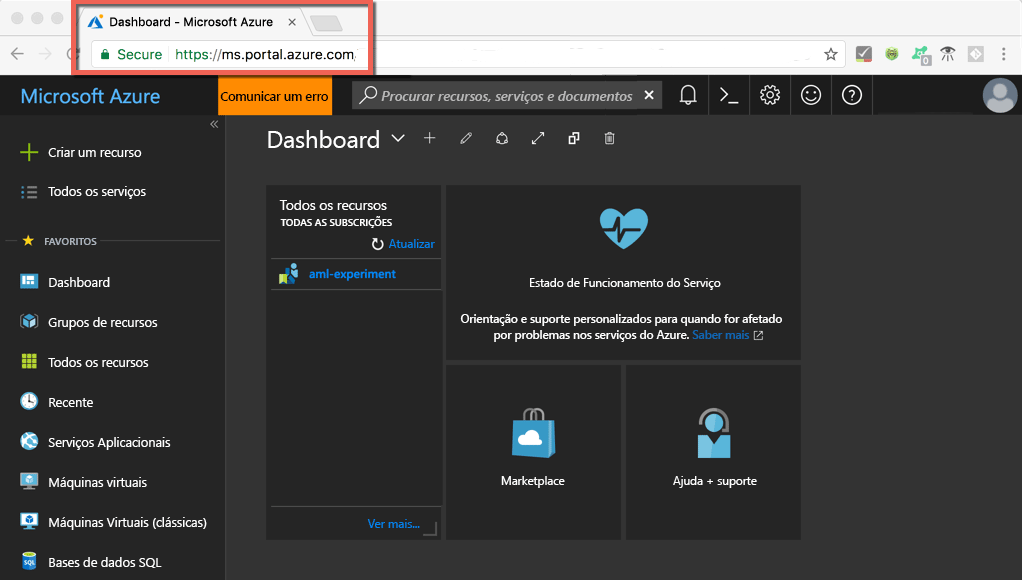 Dashboard - Microsoft Azure
Secure https://ms.portal.azure.com
Microsoft Azure
Comunicar um erro
Procurar recursos, serviços e documentos
0
Criar um recurso
Todos os serviços
FAVORITOS
Dashboard
Grupos de recursos
Todos os recursos
Recente
Serviços Aplicacionais
Máquinas virtuais
Máquinas Virtuais (clássicas)
SQL
Bases de dados SQL
Dashboard
Todos os recursos
TODAS AS SUBSCRIÇÕES
Atualizar
aml-experiment
Ver mais...
Estado de Funcionamento do Serviço
Orientação e suporte personalizados para quando for afetado
por problemas nos serviços do Azure. Saber mais
Marketplace
Ajuda + suporte